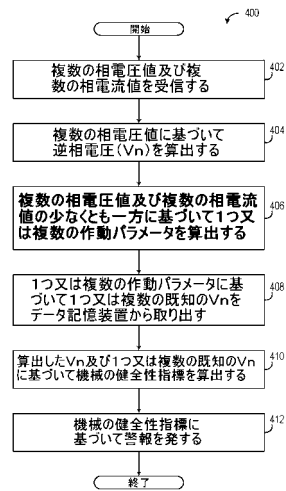 400
開始
複数の相電圧値及び複
数の相電流値を受信する
402
複数の相電圧値に基づいて
逆相電圧(Vn)を算出する
404
複数の相電圧値及び複数の相電流
値の少なくとも一方に基づいて1つ又
は複数の作動パラメータを算出する
406
1つ又は複数の作動パラメータに基
づいて1つ又は複数の既知のVnを
データ記憶装置から取り出す
408
算出したVn及び1つ又は複数の既知のVn
に基づいて機械の健全性指標を算出する
410
機械の健全性指標に
基づいて警報を発する
412
終了